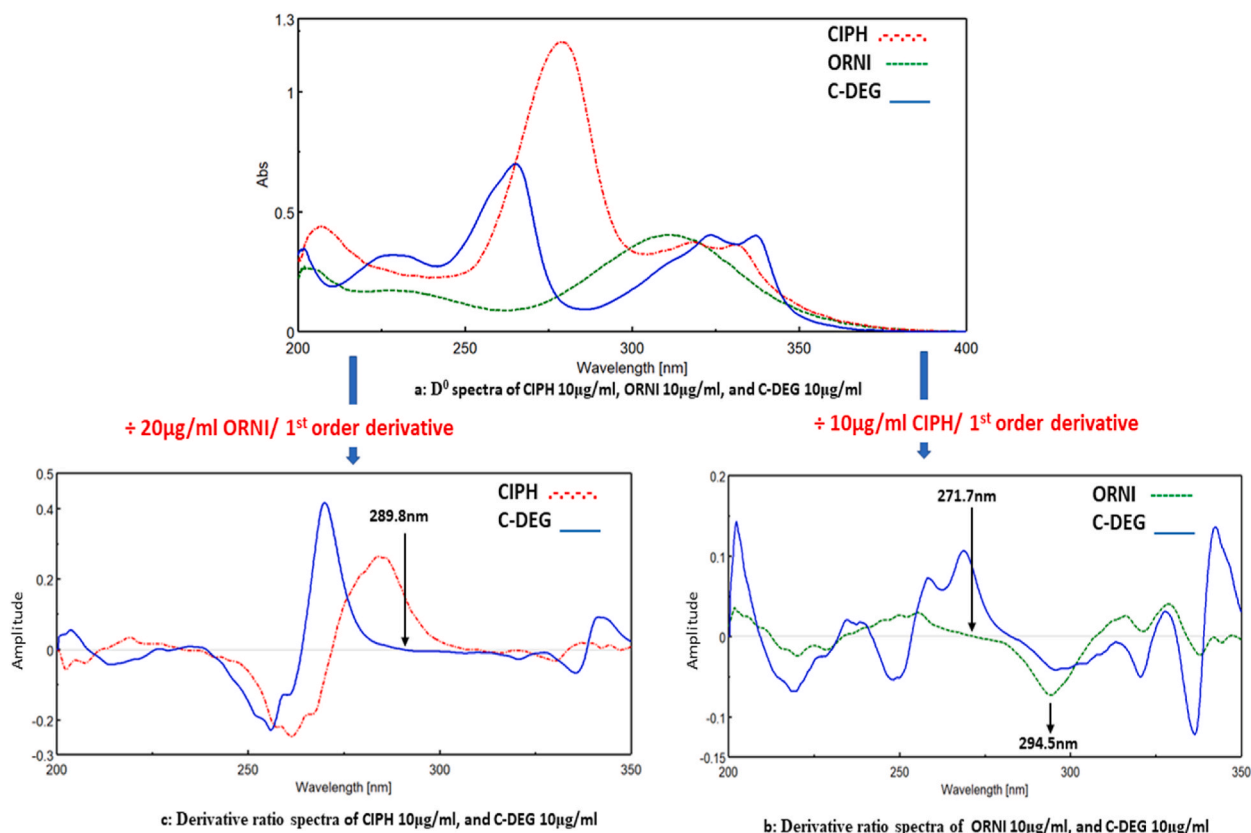 1.3
1
0.5
0
Abs
CIPH
ORNI
C-DEG
200 250 300 350 400
Wavelength [nm]
a: D⁰ spectra of CIPH 10µg/ml, ORNI 10µg/ml, and C-DEG 10µg/ml
÷ 20µg/ml ORNI/ 1st order derivative
÷ 10µg/ml CIPH/ 1st order derivative
0.5
0.4
0.2
0
-0.2
-0.3
Amplitude
CIPH
C-DEG
289.8nm
200 250 300 350
Wavelength [nm]
c: Derivative ratio spectra of CIPH 10µg/ml, and C-DEG 10µg/ml
0.2
0.1
0
-0.1
-0.15
Amplitude
271.7nm
ORNI
C-DEG
294.5nm
200 250 300 350
Wavelength [nm]
b: Derivative ratio spectra of ORNI 10µg/ml, and C-DEG 10µg/ml